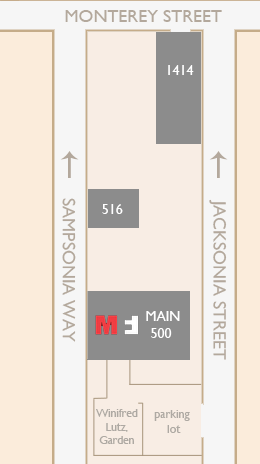 MONTEREY STREET
1414
516
SAMPSONIA WAY
JACKSONIA STREET
MAIN
500
Winifred
Lutz,
Garden
parking
lot